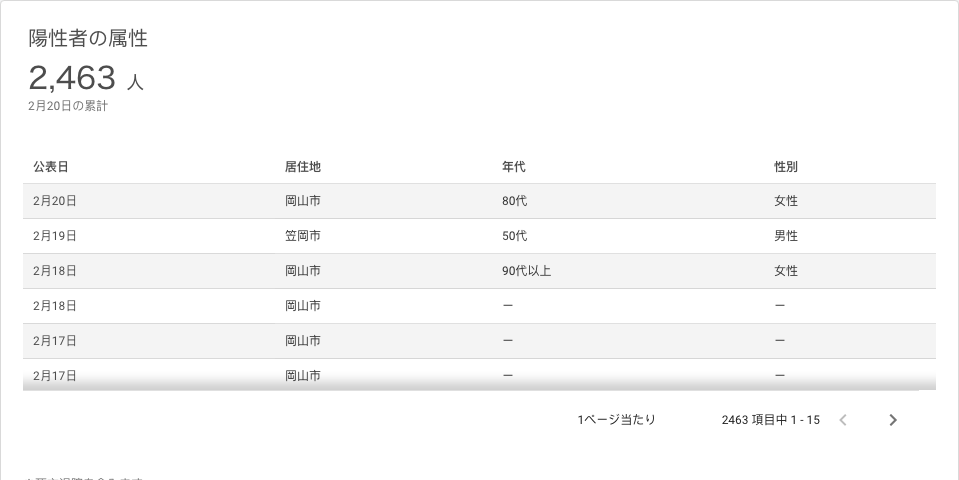 陽性者の属性
2,463 人
2月20日の累計
公表日 居住地 年代 性別
2月20日 岡山市 80代 女性
2月19日 笠岡市 50代 男性
2月18日 岡山市 90代以上 女性
2月18日 岡山市 ー ー
2月17日 岡山市 ー ー
2月17日 岡山市 ー ー
1ページ当たり 2463 項目中 1 - 15